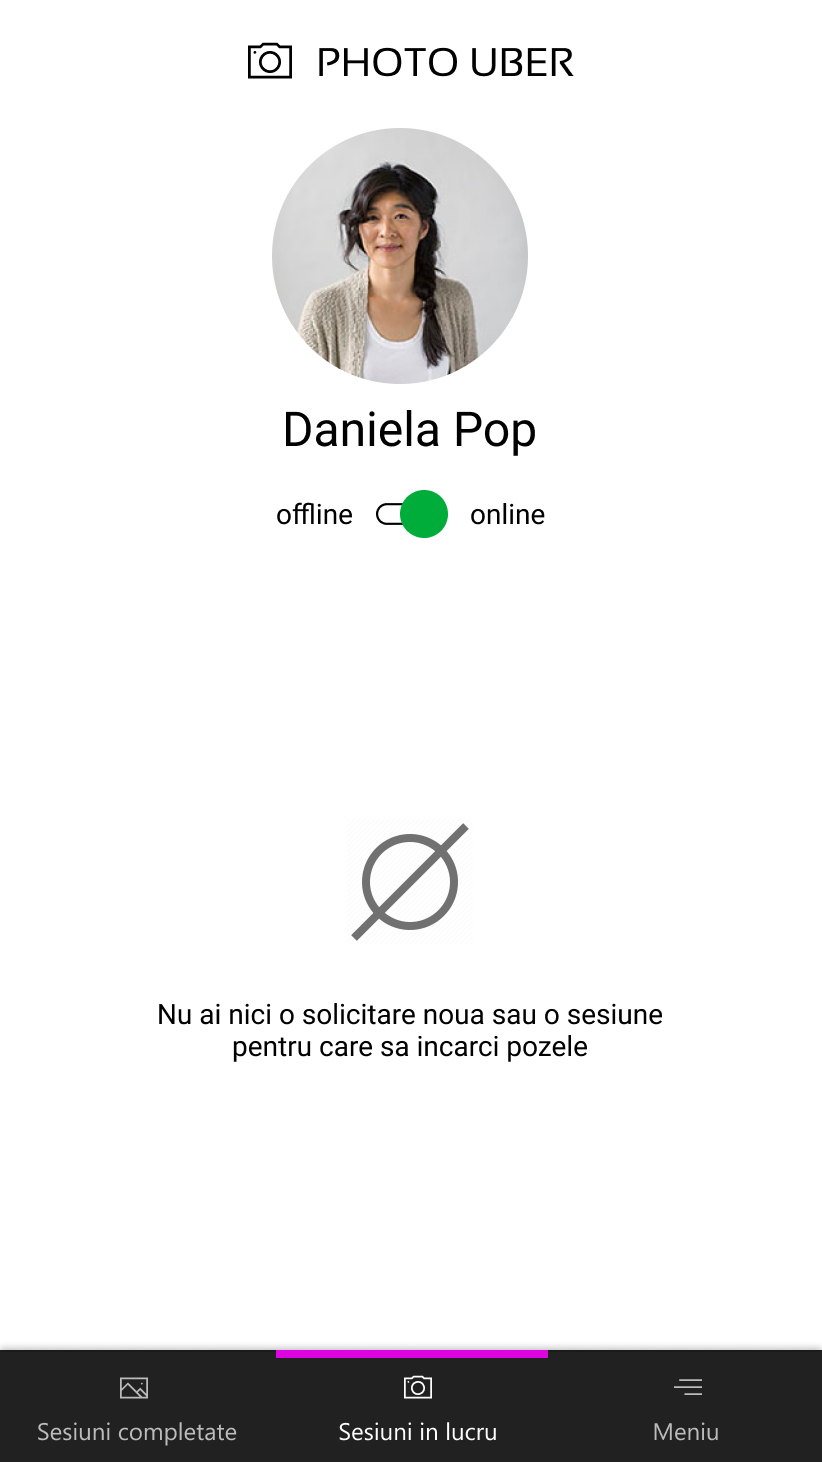 PHOTO UBER
Daniela Pop
offline online
Nu ai nici o solicitare noua sau o sesiune
pentru care sa incarci pozele
Sesiuni completate Sesiuni in lucru Meniu